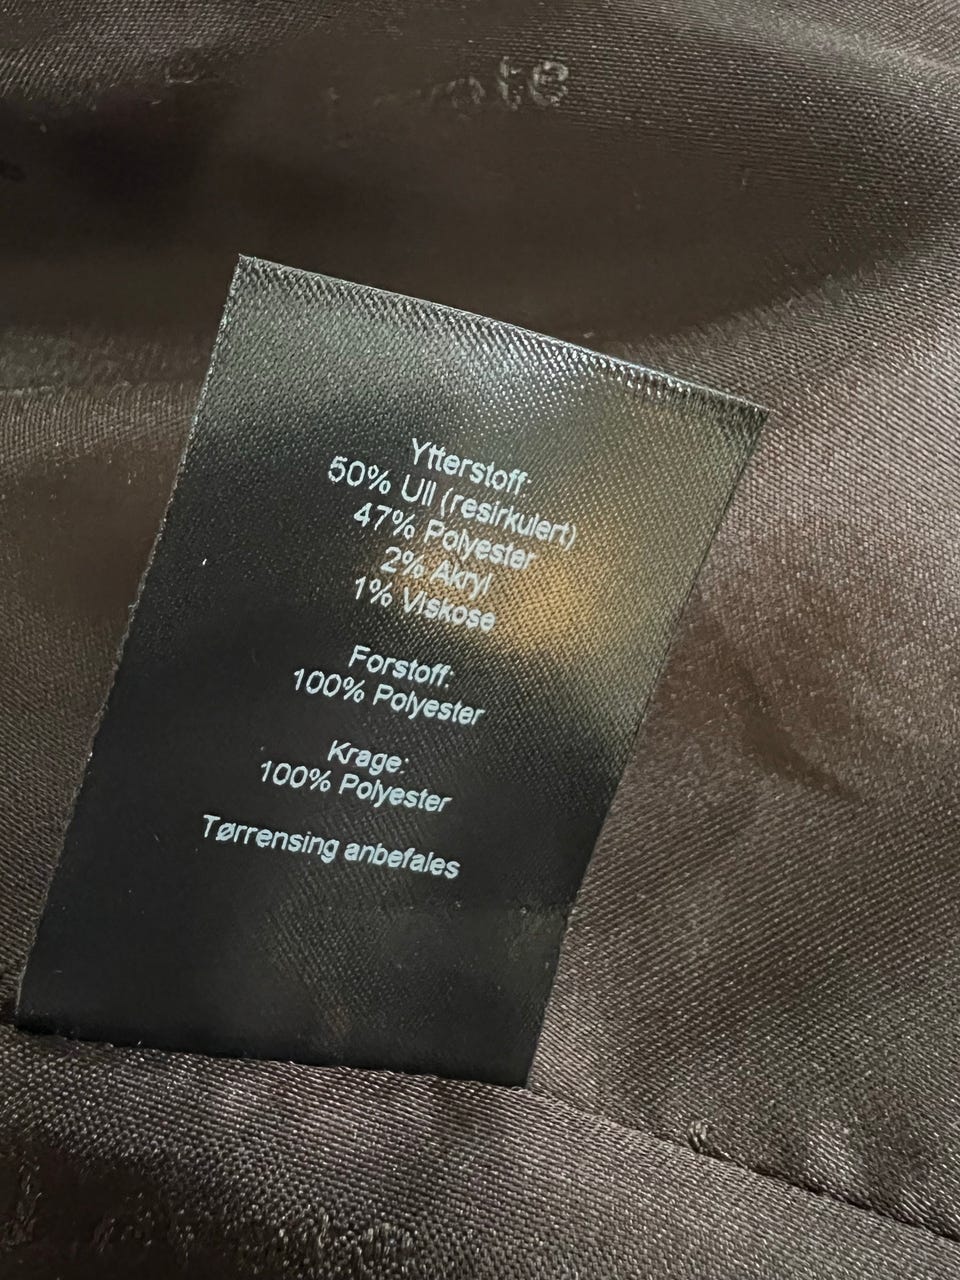 Ytterstoff:
50% Ull (resirkulert)
47% Polyester
2% Akryl
1% Viskose
Forstoff:
100% Polyester
Krage:
100% Polyester
Tørrensing anbefales